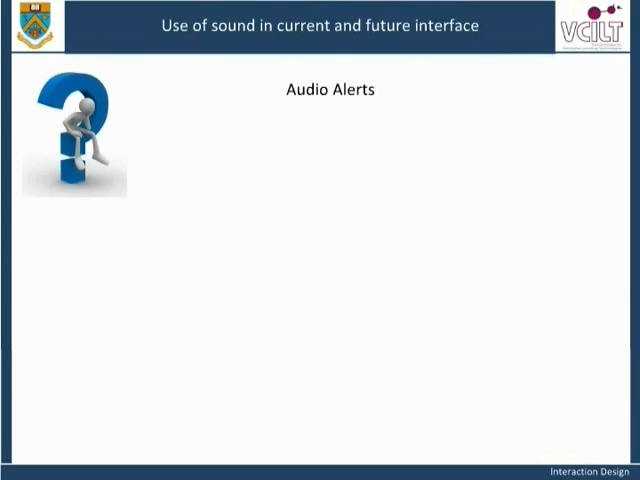 Use of sound in current and future interface
VCILT
Audio Alerts
Interaction Design